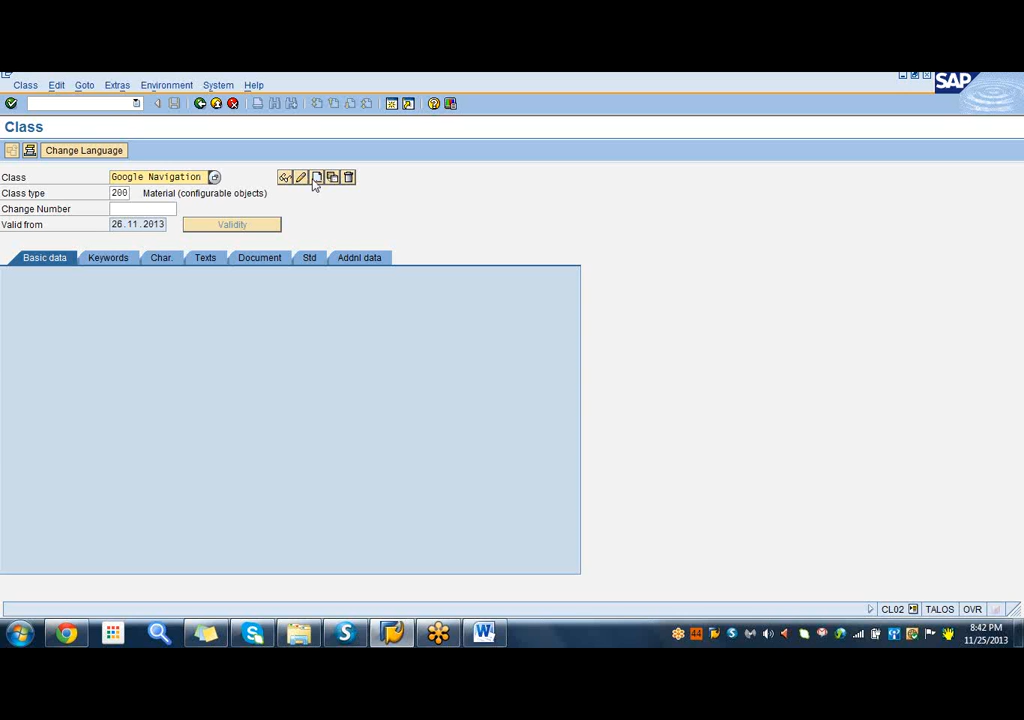 Class Edit Goto Extras Environment System Help
SAP
Class
Change Language
Class Google Navigation
Class type 200 Material (configurable objects)
Change Number
Valid from 26.11.2013 Validity
Basic data Keywords Char. Texts Document Std Addnl data
CL02 TALOS OVR
44
8:42 PM
11/25/2013